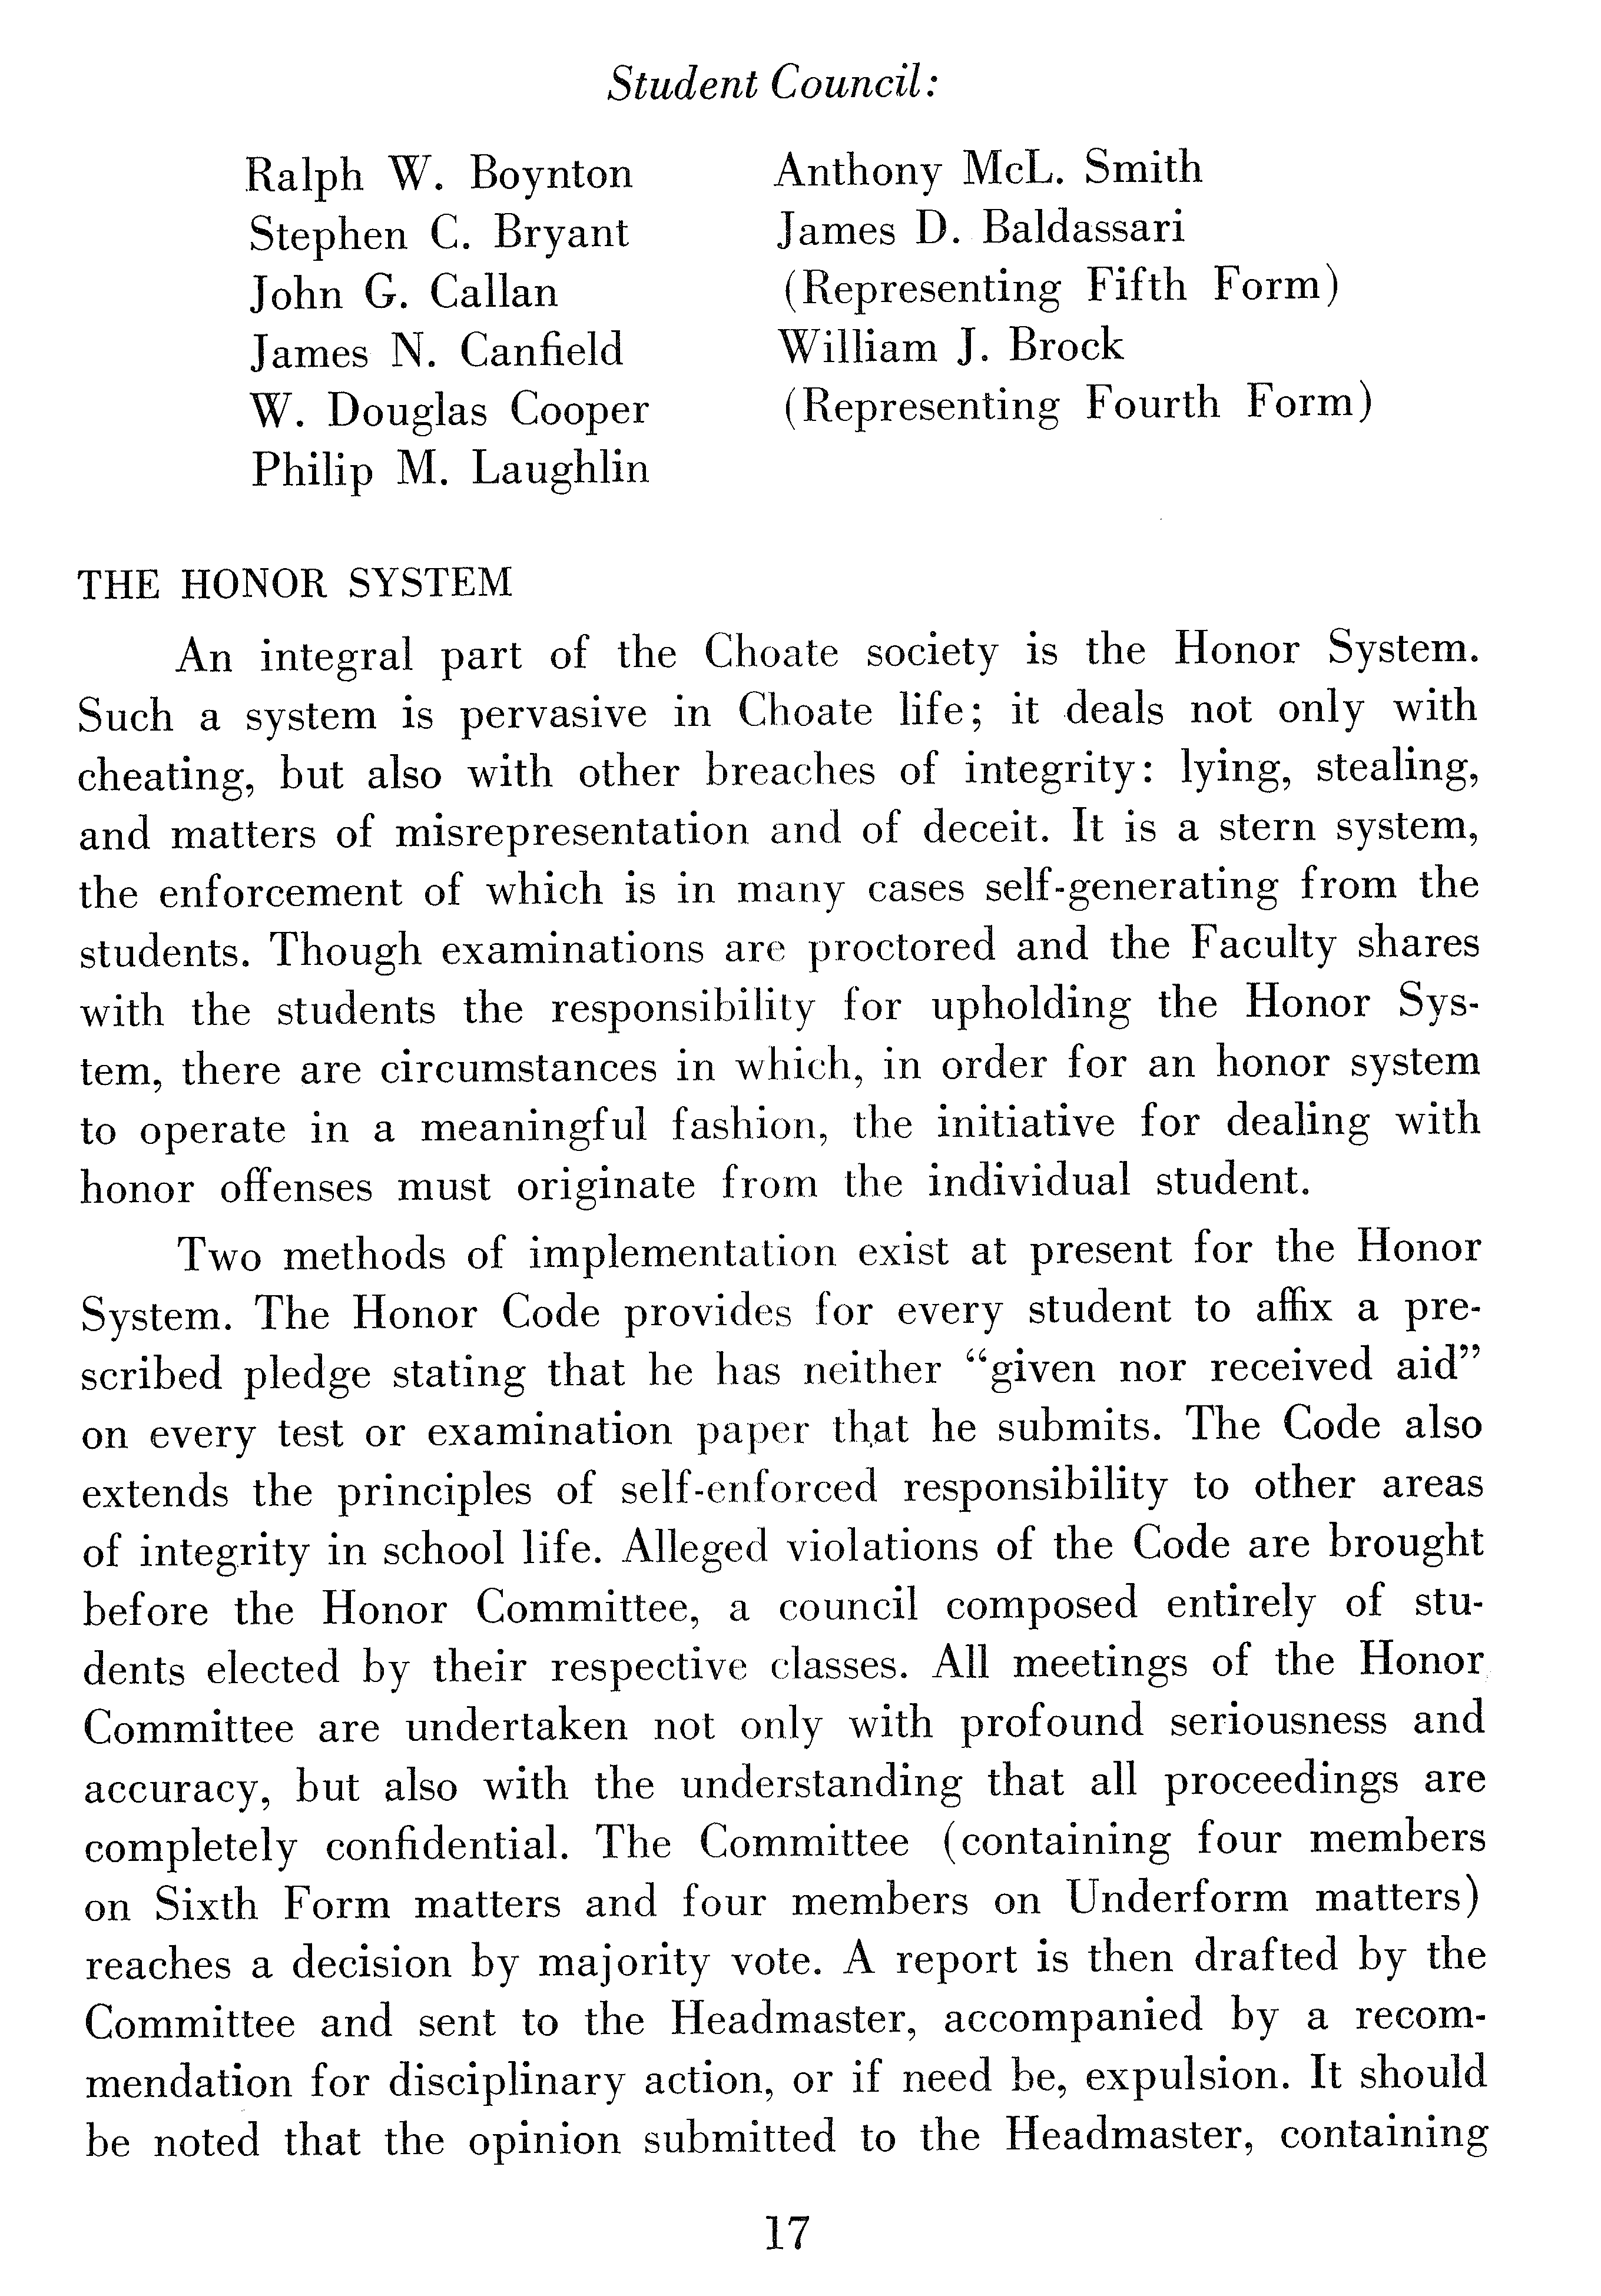 Student Council:
Ralph W. Boynton
Stephen C. Bryant
John G. Callan
James N. Canfield
W. Douglas Cooper
Philip M. Laughlin
Anthony McL. Smith
James D. Baldassari
(Representing Fifth Form)
William J. Brock
(Representing Fourth Form)
THE HONOR SYSTEM
An integral part of the Choate society is the Honor System.
Such a system is pervasive in Choate life; it deals not only with
cheating, but also with other breaches of integrity: lying, stealing,
and matters of misrepresentation and of deceit. It is a stern system,
the enforcement of which is in many cases self-generating from the
students. Though examinations are proctored and the Faculty shares
with the students the responsibility for upholding the Honor Sys-
tem, there are circumstances in which, in order for an honor system
to operate in a meaningful fashion, the initiative for dealing with
honor offenses must originate from the individual student.
Two methods of implementation exist at present for the Honor
System. The Honor Code provides for every student to affix a pre-
scribed pledge stating that he has neither “given nor received aid”
on every test or examination paper that he submits. The Code also
extends the principles of self-enforced responsibility to other areas
of integrity in school life. Alleged violations of the Code are brought
before the Honor Committee, a council composed entirely of stu-
dents elected by their respective classes. All meetings of the Honor
Committee are undertaken not only with profound seriousness and
accuracy, but also with the understanding that all proceedings are
completely confidential. The Committee (containing four members
on Sixth Form matters and four members on Underform matters)
reaches a decision by majority vote. A report is then drafted by the
Committee and sent to the Headmaster, accompanied by a recom-
mendation for disciplinary action, or if need be, expulsion. It should
be noted that the opinion submitted to the Headmaster, containing
17